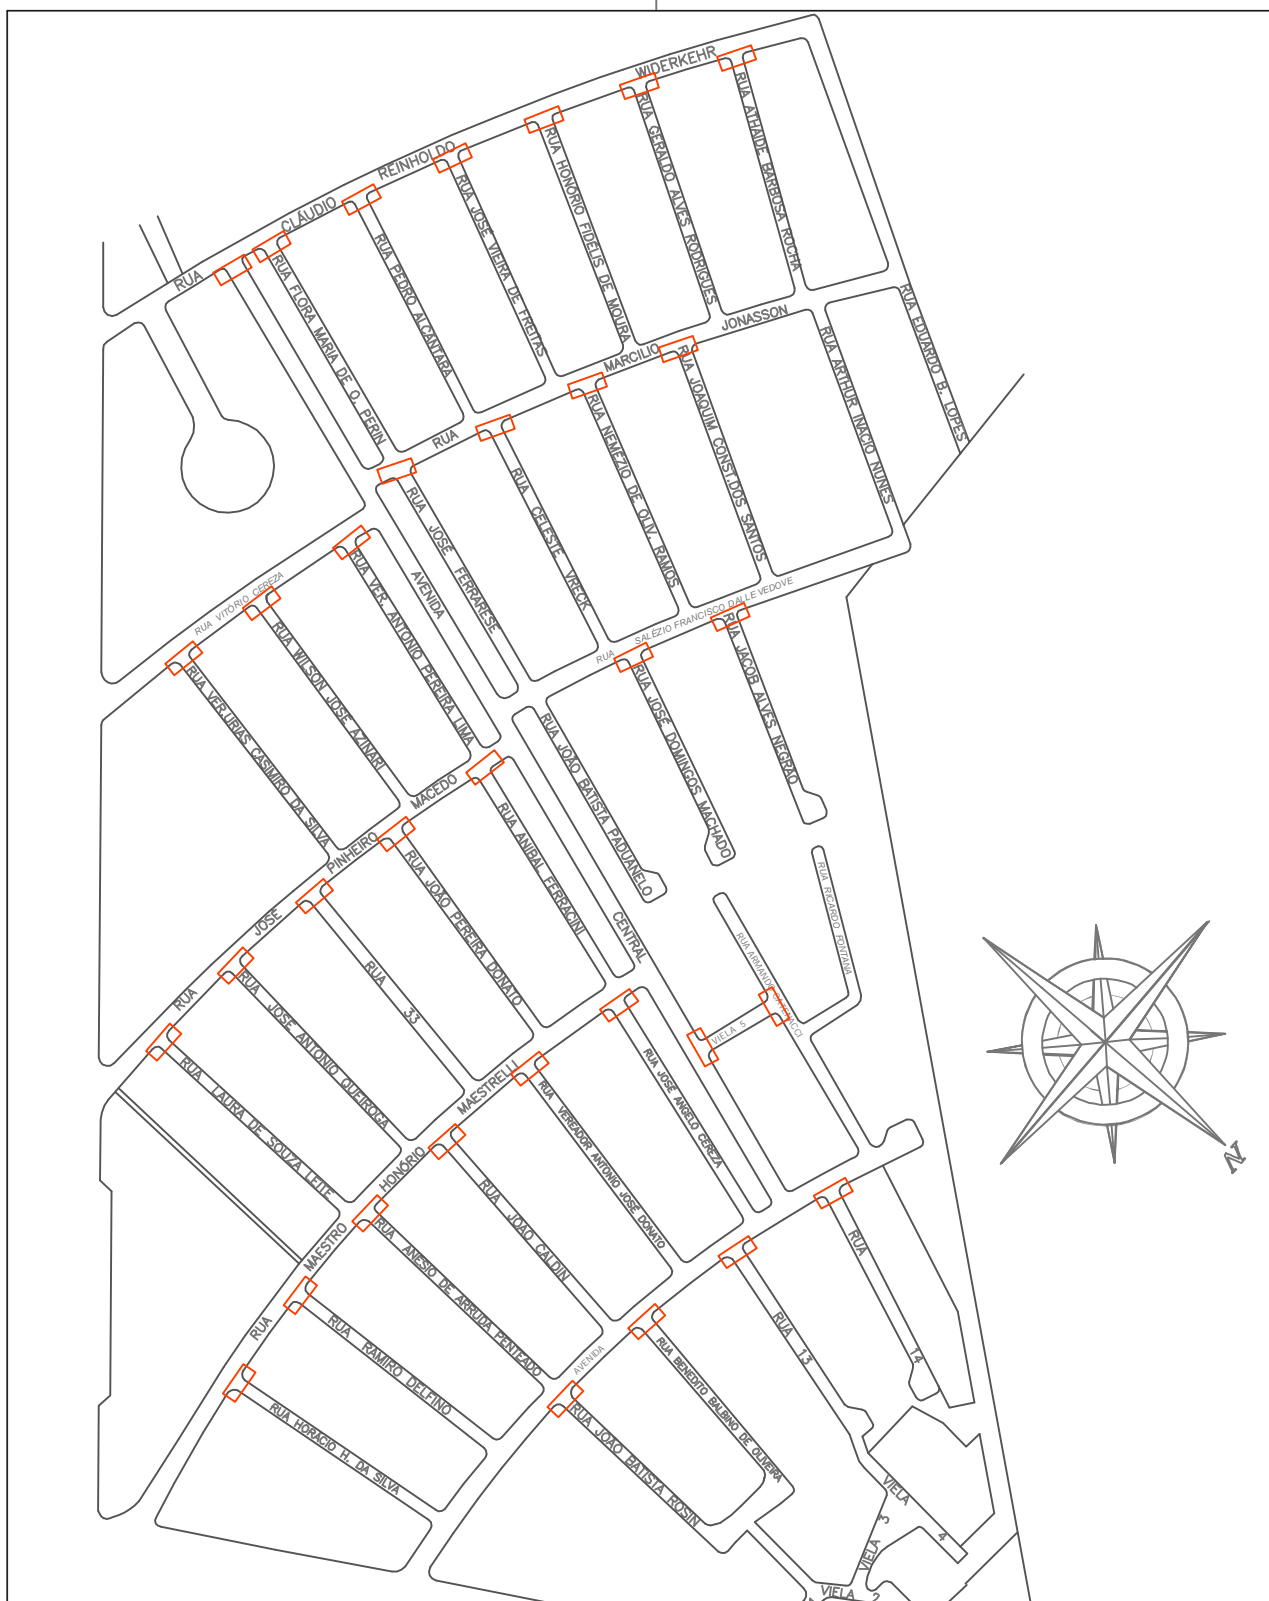 WIDERKEHR
REINHOLDO
CLÁUDIO
RUA
RUA ATHAIDE BARBOSA ROCHA
RUA GERALDO ALVES RODRIGUES
RUA HONÓRIO FIDELIS DE MOURA
RUA JOSÉ VIEIRA DE FREITAS
RUA PEDRO ALCANTARA
RUA FLORA MARIA DE O. PERIN
RUA EDUARDO B. LOPES
JONASSON
MARCILIO
RUA
RUA ARTHUR INACIO NUNES
RUA JOAQUIM CONST.DOS SANTOS
RUA NEMEZIO DE OLIV. RAMOS
RUA CELESTE VRECK
RUA JOSÉ FERRARESE
AVENIDA
RUA VITÓRIO CEREZA
RUA VER. ANTONIO PEREIRA LIMA
RUA WILSON JOSÉ AZINARI
RUA VER.URIAS CASIMIRO DA SILVA
RUA SALÉZIO FRANCISCO DALLE VEDOVE
RUA JACOB ALVES NEGRÃO
RUA JOSÉ DOMINGOS MACHADO
RUA JOÃO BATISTA PADUANELO
MACEDO
PINHEIRO
JOSÉ
RUA
RUA ANIBAL FERRACINI
RUA JOÃO PEREIRA DONATO
RUA 33
RUA JOSÉ ANTONIO QUEIROGA
RUA LAURA DE SOUZA LEITE
CENTRAL
RUA RICARDO FONTANA
RUA ARMANDO CATENACCI
VIELA 5
MAESTRELLI
HONÓRIO
MAESTRO
RUA
RUA JOSÉ ANGELO CEREZA
RUA VEREADOR ANTONIO JOSÉ DONATO
RUA JOÃO CALDIN
RUA ANESIO DE ARRUDA PENTEADO
RUA RAMIRO DELFINO
RUA HORACIO H. DA SILVA
N
AVENIDA
RUA 14
RUA 13
RUA BENEDITO BALBINO DE OLIVEIRA
RUA JOÃO BATISTA ROSIN
VIELA 4
VIELA 3
VIELA 2